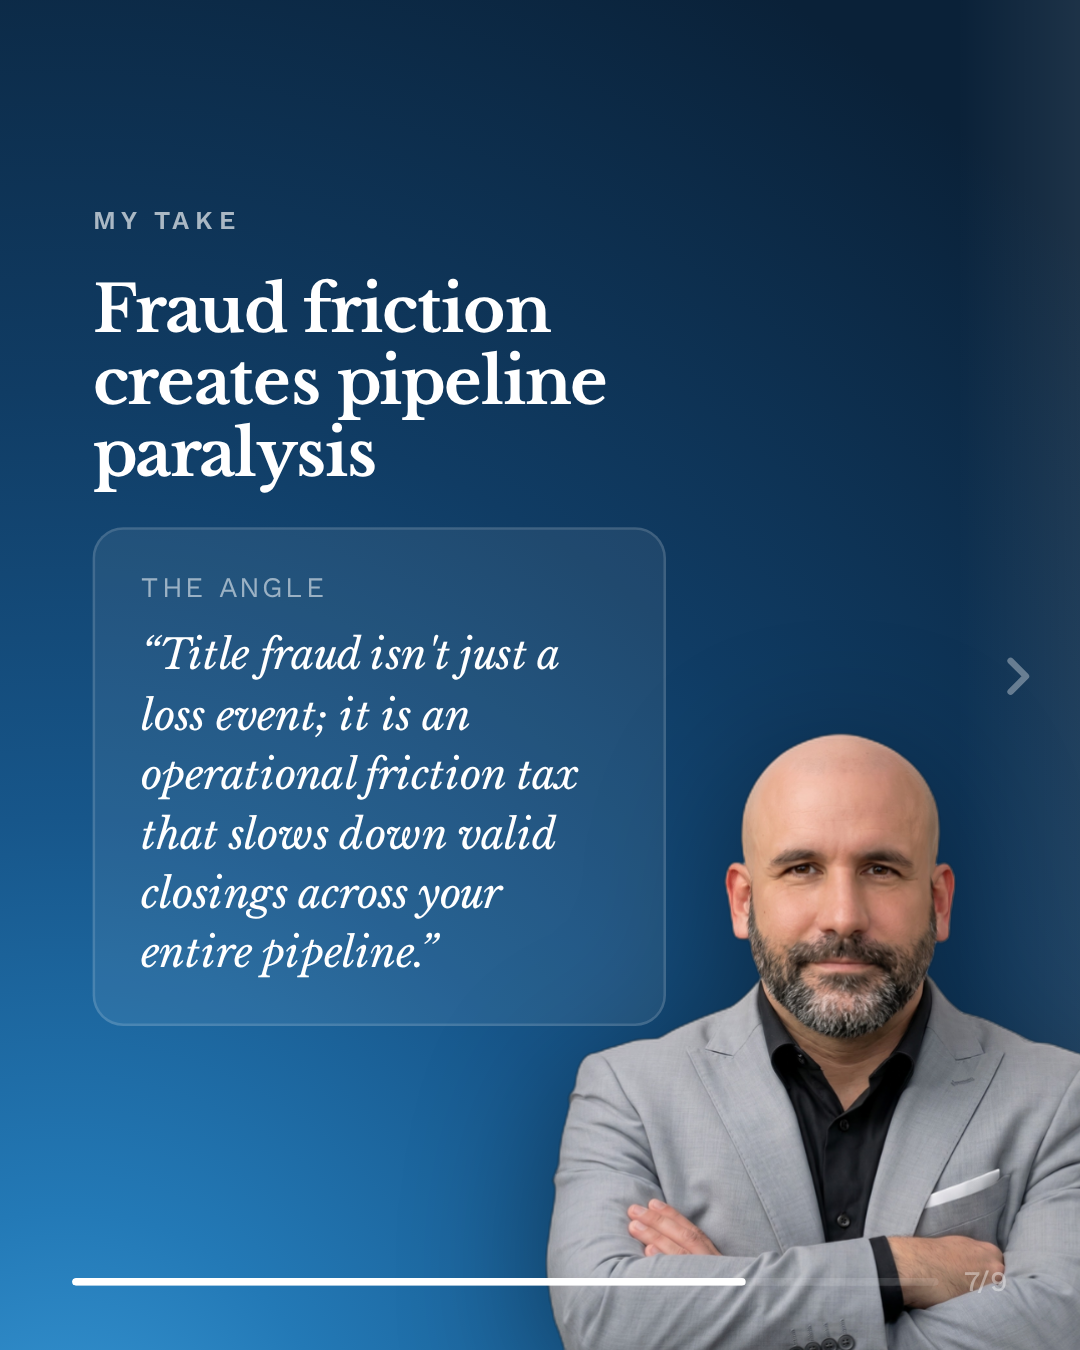 MY TAKE
Fraud friction
creates pipeline
paralysis
THE ANGLE
“Title fraud isn't just a
loss event; it is an
operational friction tax
that slows down valid
closings across your
entire pipeline.”
7/9